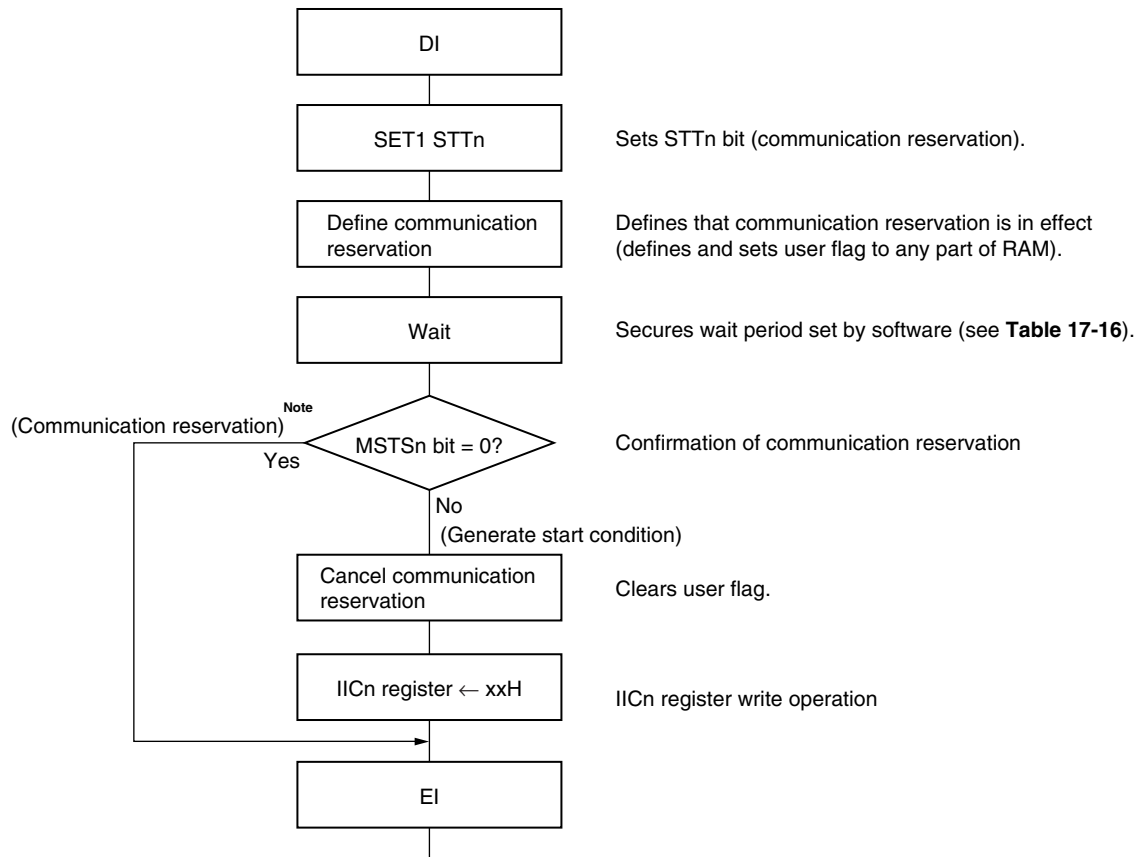 DI
SET1 STTn
Sets STTn bit (communication reservation).
Define communication
reservation
Defines that communication reservation is in effect
(defines and sets user flag to any part of RAM).
Wait
Secures wait period set by software (see Table 17-16).
(Communication reservation)Note
Yes
MSTSn bit = 0?
Confirmation of communication reservation
No
(Generate start condition)
Cancel communication
reservation
Clears user flag.
IICn register ← xxH
IICn register write operation
EI